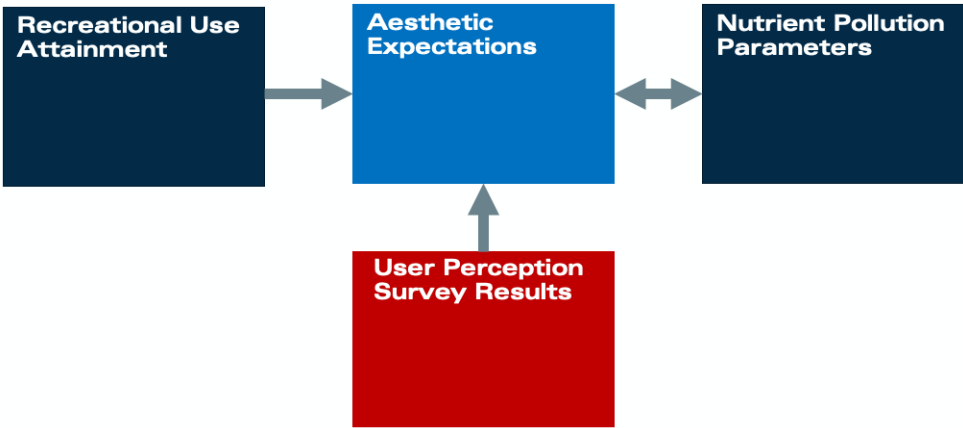 Recreational Use
Attainment
Aesthetic
Expectations
Nutrient Pollution
Parameters
User Perception
Survey Results